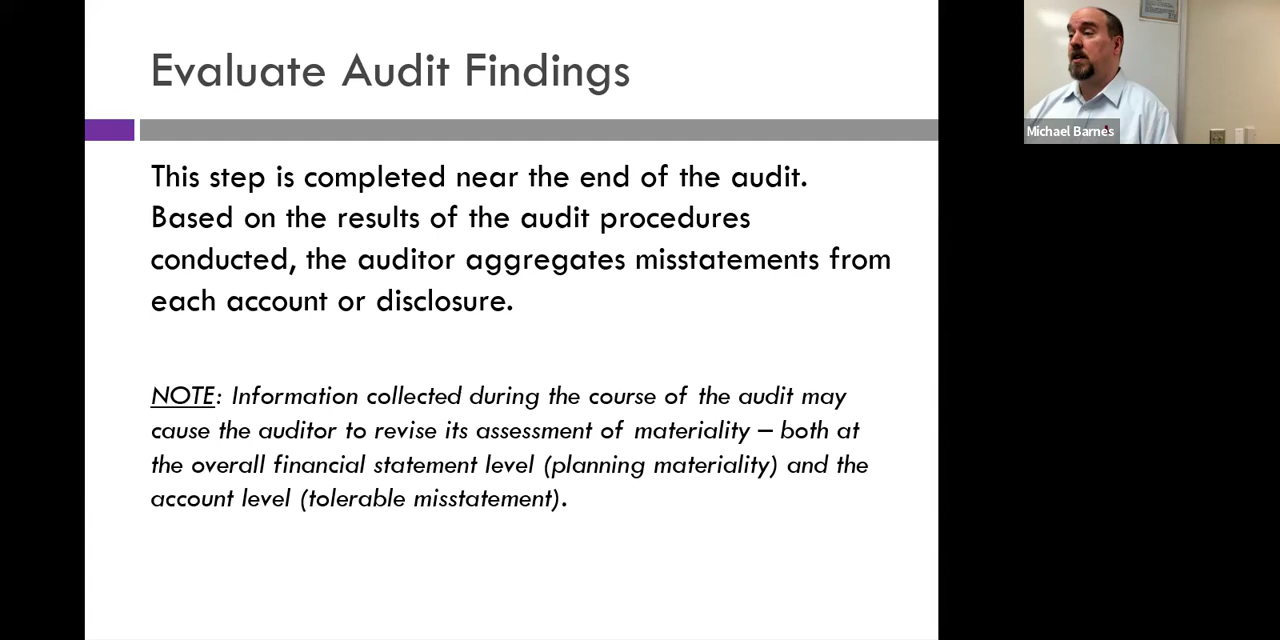 Evaluate Audit Findings
This step is completed near the end of the audit.
Based on the results of the audit procedures
conducted, the auditor aggregates misstatements from
each account or disclosure.
NOTE: Information collected during the course of the audit may
cause the auditor to revise its assessment of materiality – both at
the overall financial statement level (planning materiality) and the
account level (tolerable misstatement).
Michael Barnes